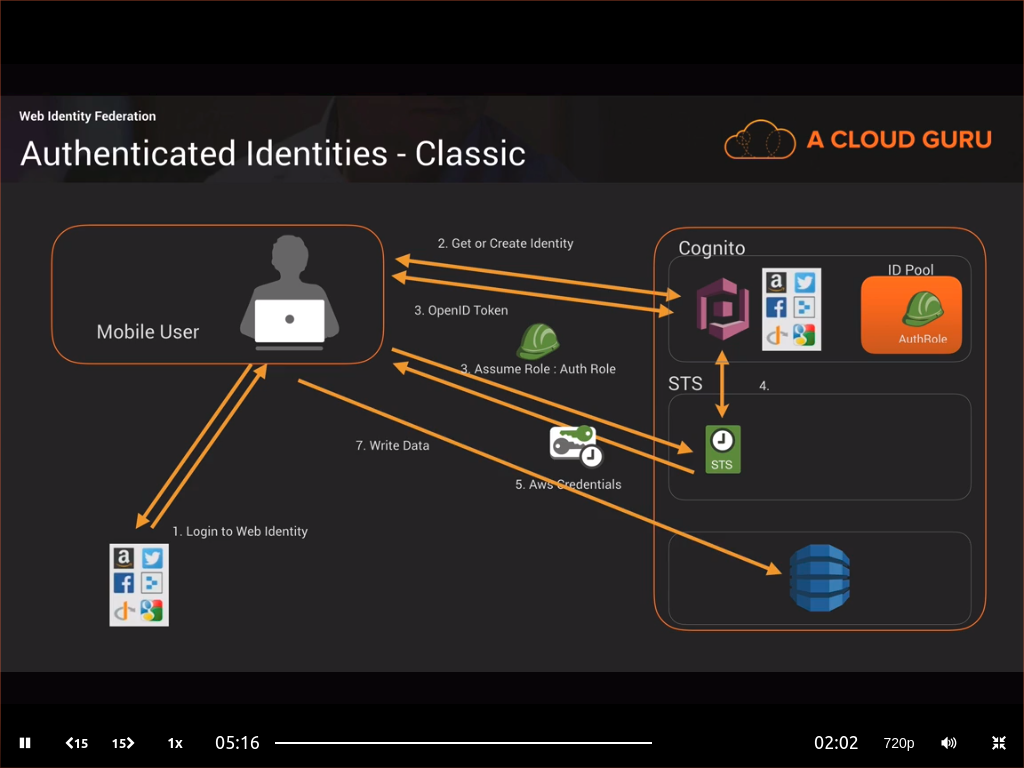 Web Identity Federation
Authenticated Identities - Classic
A CLOUD GURU
2. Get or Create Identity
Cognito
ID Pool
3. OpenID Token
Mobile User
AuthRole
3. Assume Role : Auth Role
STS
4.
7. Write Data
STS
5. Aws Credentials
1. Login to Web Identity
15
15
1x
05:16
02:02
720p